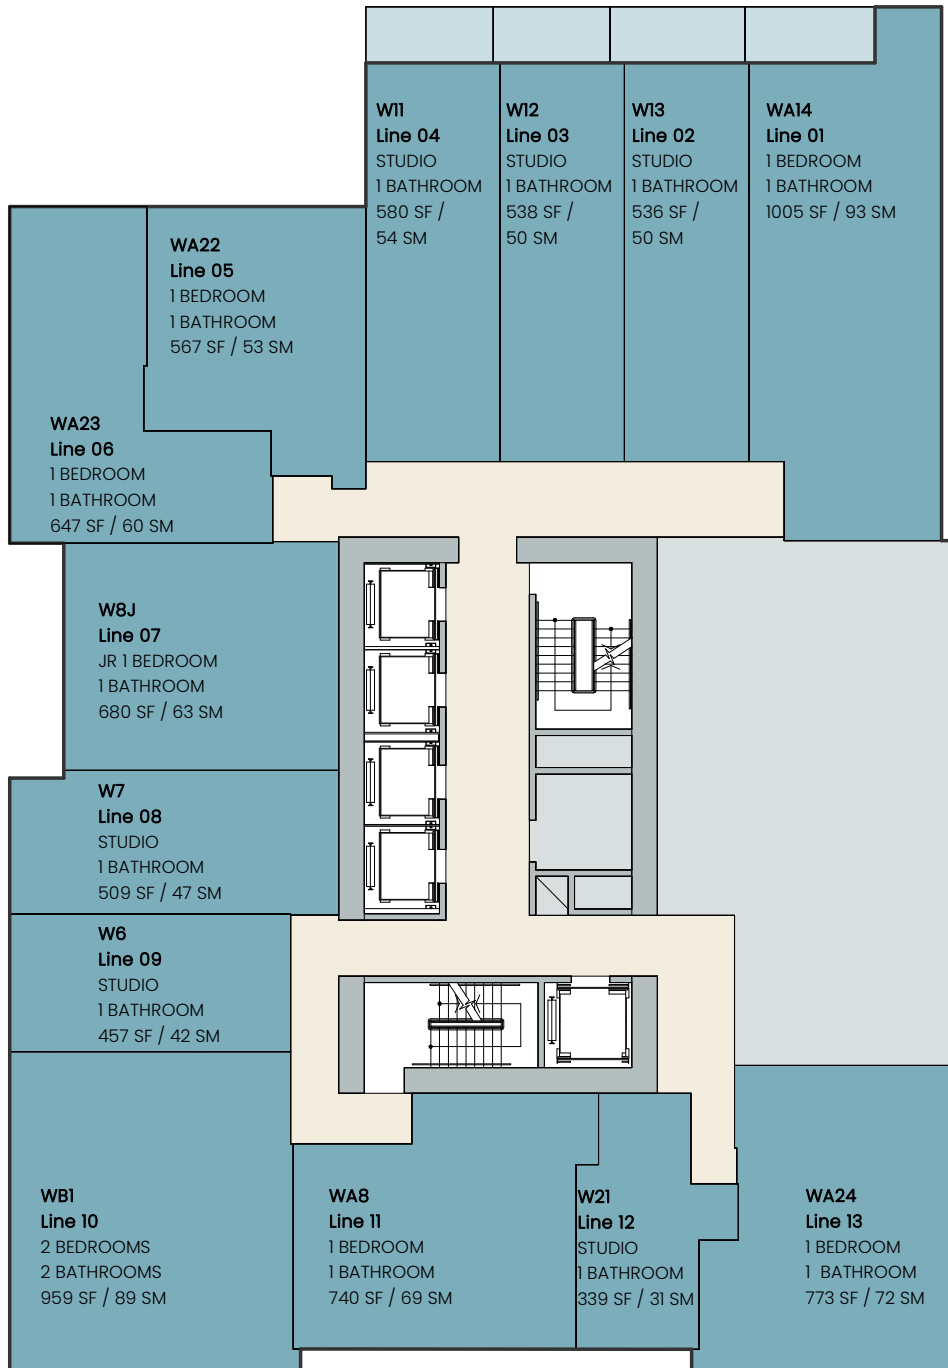 W11
Line 04
STUDIO
1 BATHROOM
580 SF /
54 SM
W12
Line 03
STUDIO
1 BATHROOM
538 SF /
50 SM
W13
Line 02
STUDIO
1 BATHROOM
536 SF /
50 SM
WA14
Line 01
1 BEDROOM
1 BATHROOM
1005 SF / 93 SM
WA22
Line 05
1 BEDROOM
1 BATHROOM
567 SF / 53 SM
WA23
Line 06
1 BEDROOM
1 BATHROOM
647 SF / 60 SM
W8J
Line 07
JR 1 BEDROOM
1 BATHROOM
680 SF / 63 SM
W7
Line 08
STUDIO
1 BATHROOM
509 SF / 47 SM
W6
Line 09
STUDIO
1 BATHROOM
457 SF / 42 SM
WB1
Line 10
2 BEDROOMS
2 BATHROOMS
959 SF / 89 SM
WA8
Line 11
1 BEDROOM
1 BATHROOM
740 SF / 69 SM
W21
Line 12
STUDIO
1 BATHROOM
339 SF / 31 SM
WA24
Line 13
1 BEDROOM
1 BATHROOM
773 SF / 72 SM